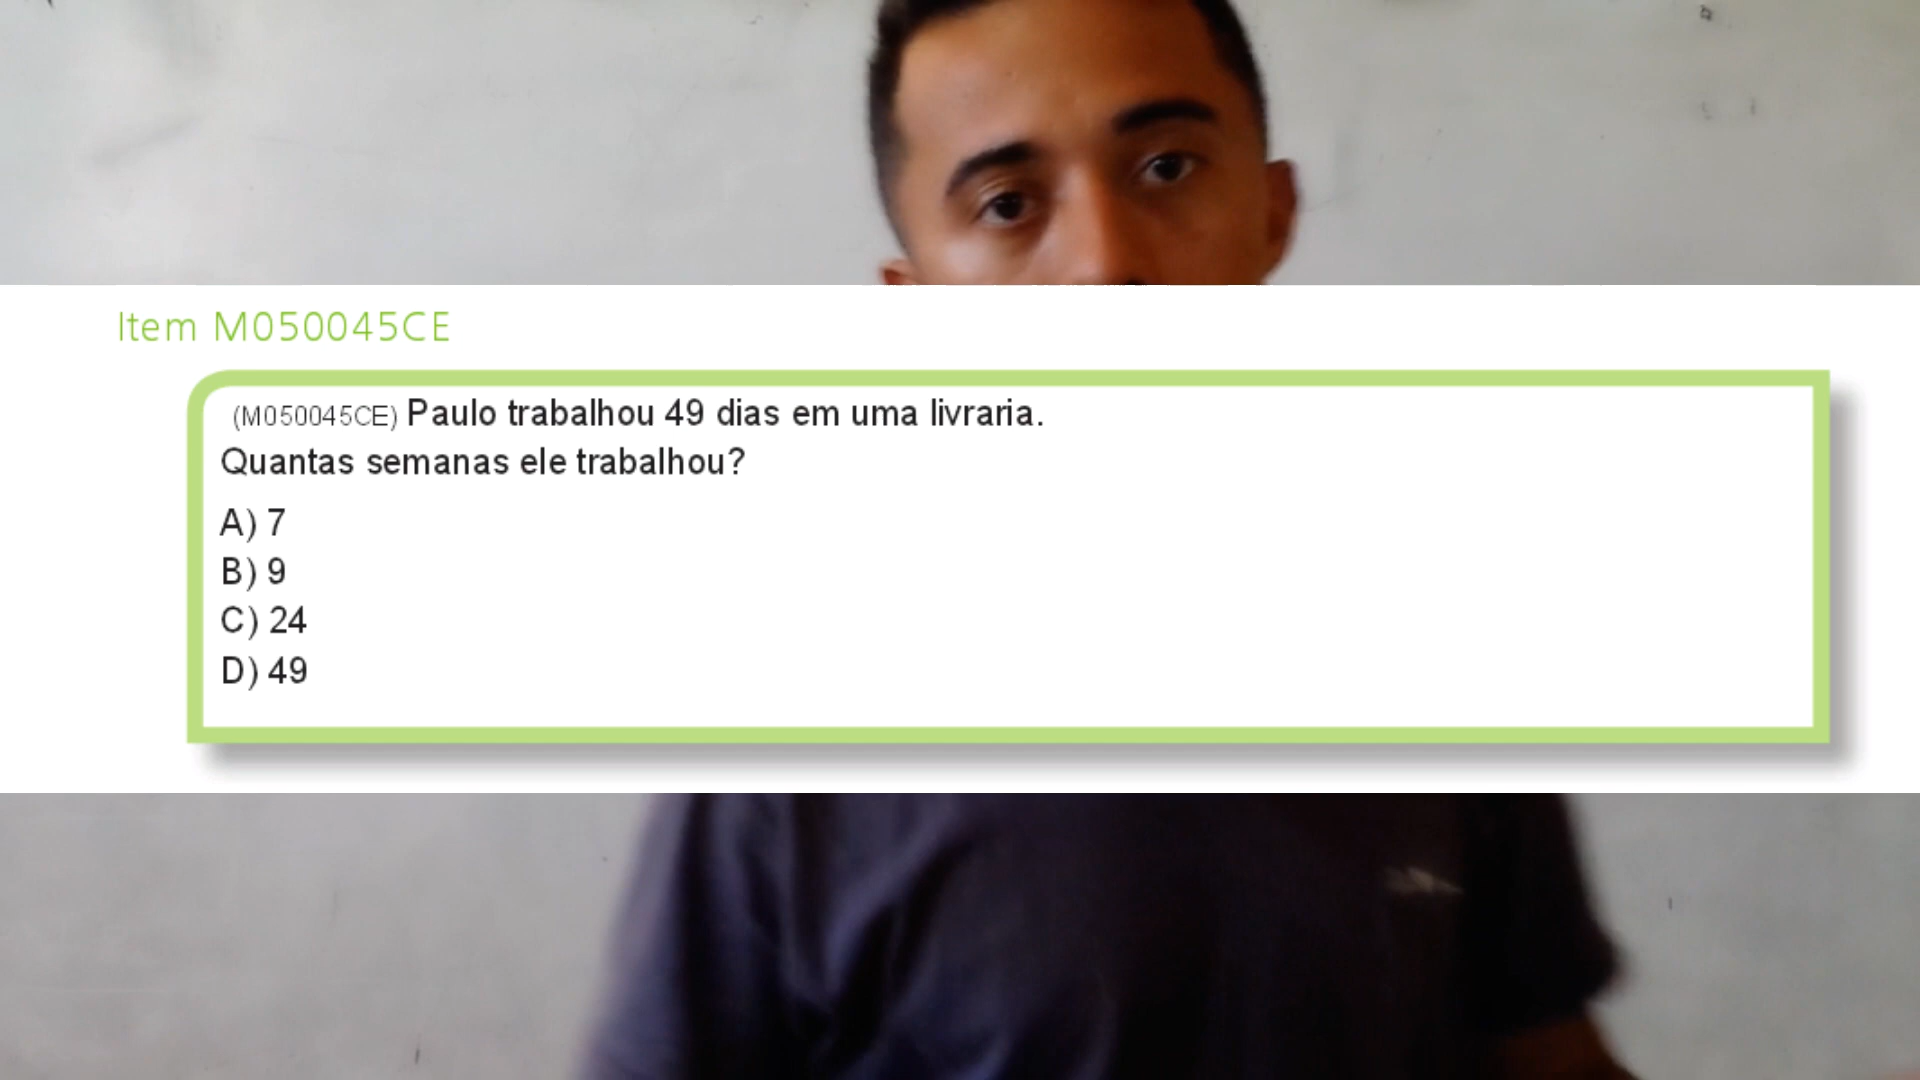 Item M050045CE
(M050045CE) Paulo trabalhou 49 dias em uma livraria.
Quantas semanas ele trabalhou?
A) 7
B) 9
C) 24
D) 49